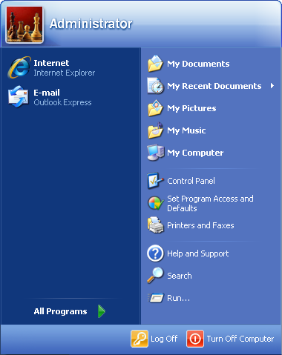 Administrator
Internet
Internet Explorer
E-mail
Outlook Express
All Programs
My Documents
My Recent Documents
My Pictures
My Music
My Computer
Control Panel
Set Program Access and
Defaults
Printers and Faxes
Help and Support
Search
Run...
Log Off
Turn Off Computer